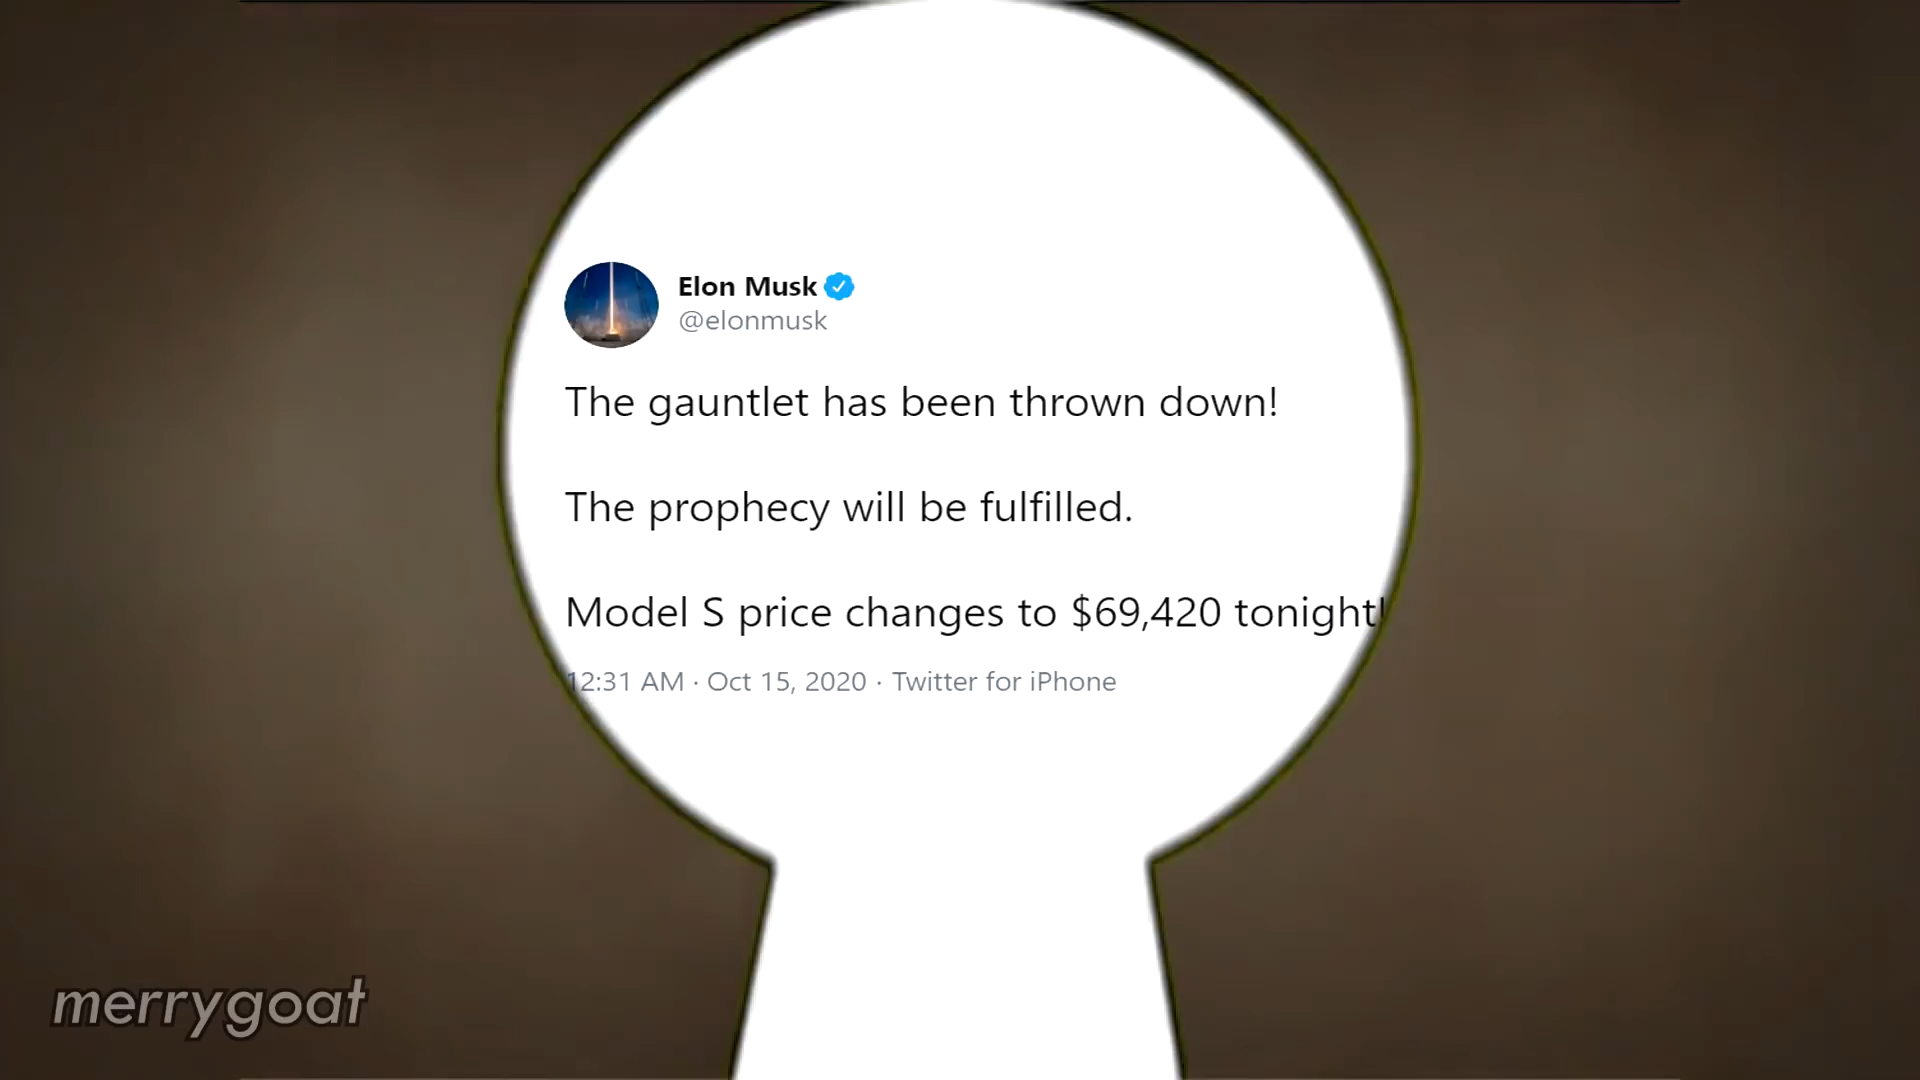 Elon Musk
@elonmusk
The gauntlet has been thrown down!
The prophecy will be fulfilled.
Model S price changes to $69,420 tonight!
12:31 AM · Oct 15, 2020 · Twitter for iPhone
merrygoat